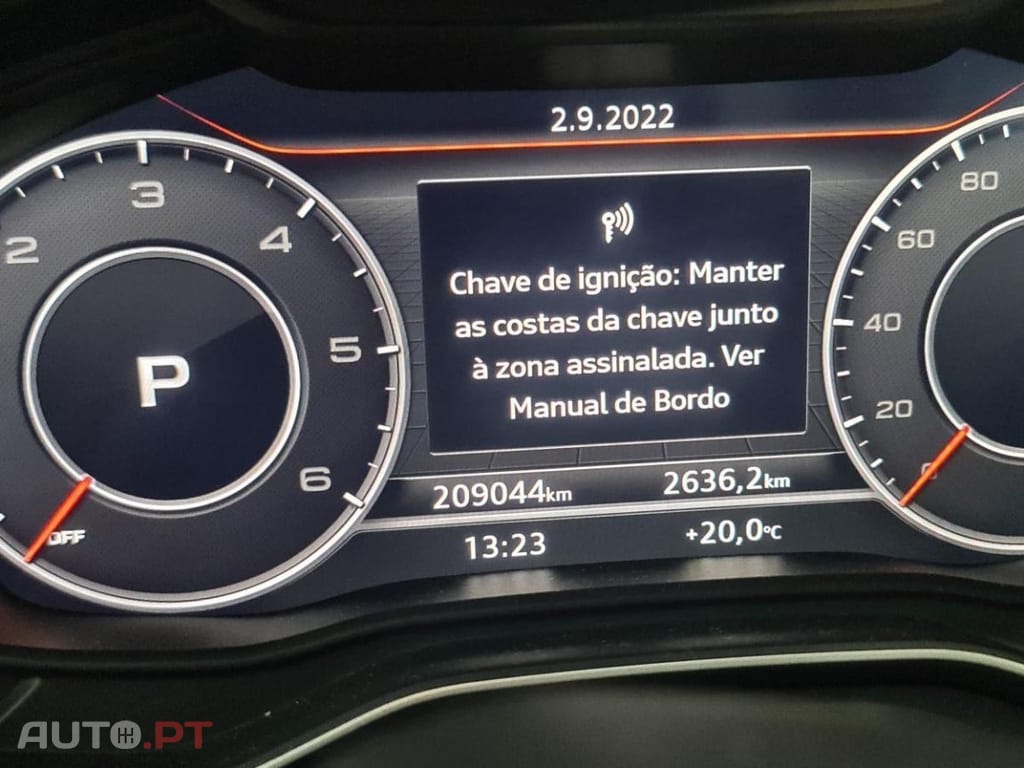 2.9.2022
Chave de ignição: Manter
as costas da chave junto
à zona assinalada. Ver
Manual de Bordo
2
3
4
5
6
P
OFF
80
60
40
20
0
209044km
2636,2km
13:23
+20,0°C
AUTO.PT